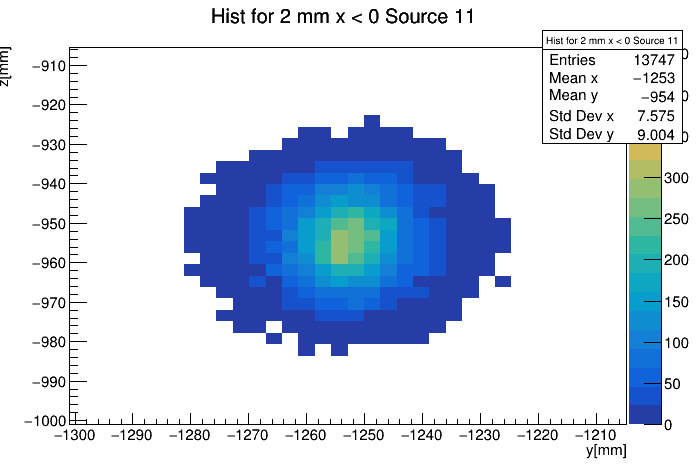 Hist for 2 mm x < 0 Source 11
z[mm]
Hist for 2 mm x < 0 Source 11
Entries 13747
Mean x −1253
Mean y −954
Std Dev x 7.575
Std Dev y 9.004
−910
−920
−930
−940
−950
−960
−970
−980
−990
−1000
−1300 −1290 −1280 −1270 −1260 −1250 −1240 −1230 −1220 −1210
y[mm]
300
250
200
150
100
50
0